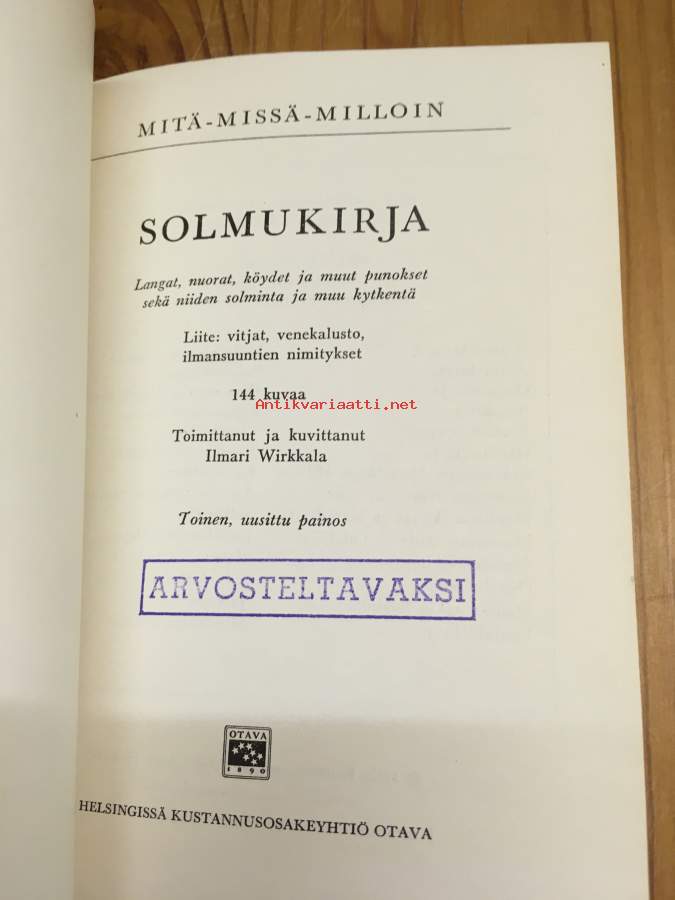 MITÄ-MISSÄ-MILLOIN
SOLMUKIRJA
Langat, nuorat, köydet ja muut punokset
sekä niiden solminta ja muu kytkentä
Liite: vitjat, venekalusto,
ilmansuuntien nimitykset
144 kuvaa
Antikvariaatti.net
Toimittanut ja kuvittanut
Ilmari Wirkkala
Toinen, uusittu painos
ARVOSTELTAVAKSI
OTAVA
1890
HELSINGISSÄ KUSTANNUSOSAKEYHTIÖ OTAVA